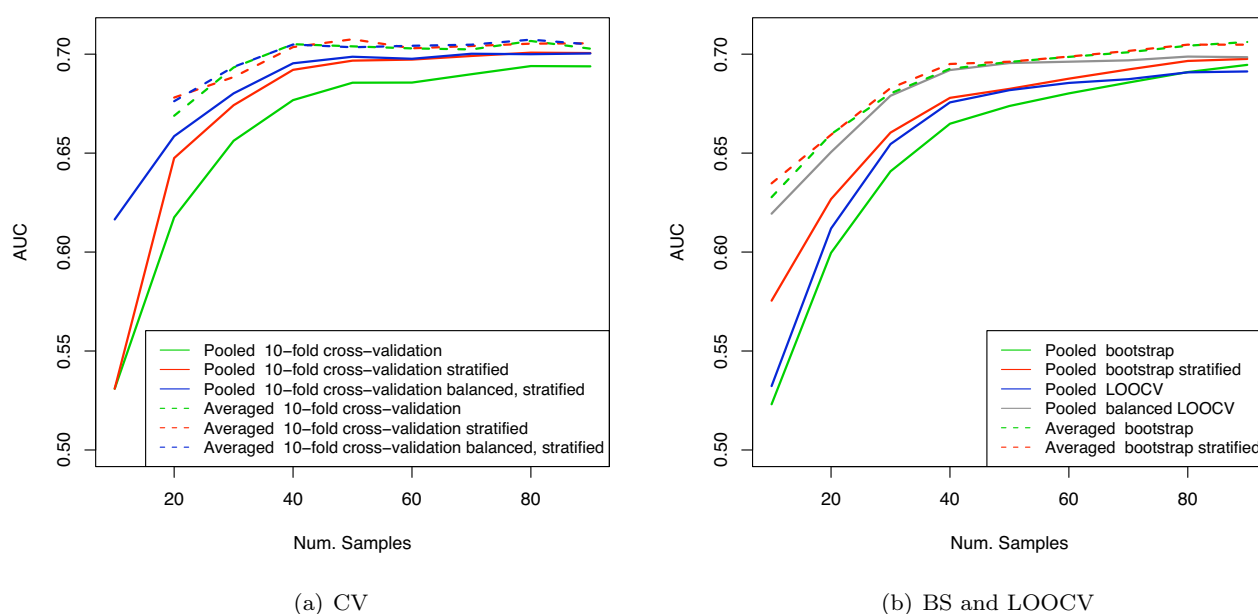 0.70
0.65
0.60
0.55
0.50
AUC
Pooled 10−fold cross−validation
Pooled 10−fold cross−validation stratified
Pooled 10−fold cross−validation balanced, stratified
Averaged 10−fold cross−validation
Averaged 10−fold cross−validation stratified
Averaged 10−fold cross−validation balanced, stratified
20 40 60 80
Num. Samples
(a) CV
0.70
0.65
0.60
0.55
0.50
AUC
Pooled bootstrap
Pooled bootstrap stratified
Pooled LOOCV
Pooled balanced LOOCV
Averaged bootstrap
Averaged bootstrap stratified
20 40 60 80
Num. Samples
(b) BS and LOOCV